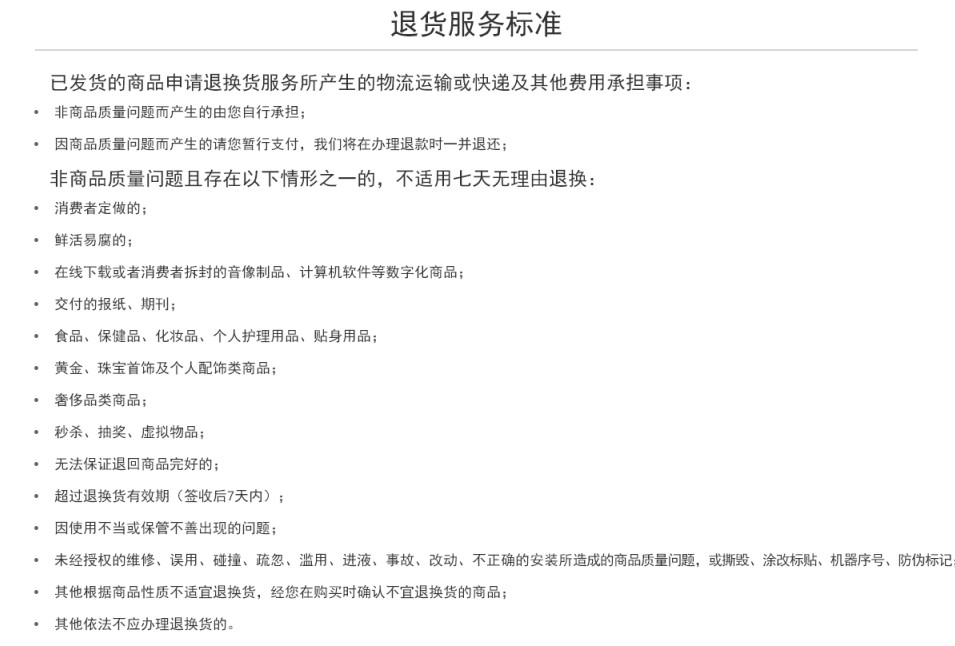 退货服务标准
已发货的商品申请退换货服务所产生的物流运输或快递及其他费用承担事项：
• 非商品质量问题而产生的由您自行承担；
• 因商品质量问题而产生的请您暂行支付，我们将在办理退款时一并退还；
非商品质量问题且存在以下情形之一的，不适用七天无理由退换：
• 消费者定做的；
• 鲜活易腐的；
• 在线下载或者消费者拆封的音像制品、计算机软件等数字化商品；
• 交付的报纸、期刊；
• 食品、保健品、化妆品、个人护理用品、贴身用品；
• 黄金、珠宝首饰及个人配饰类商品；
• 奢侈品类商品；
• 秒杀、抽奖、虚拟物品；
• 无法保证退回商品完好的；
• 超过退换货有效期（签收后7天内）；
• 因使用不当或保管不善出现的问题；
• 未经授权的维修、误用、碰撞、疏忽、滥用、进液、事故、改动、不正确的安装所造成的商品质量问题，或撕毁、涂改标贴、机器序号、防伪标记；
• 其他根据商品性质不适宜退换货，经您在购买时确认不宜退换货的商品；
• 其他依法不应办理退换货的。